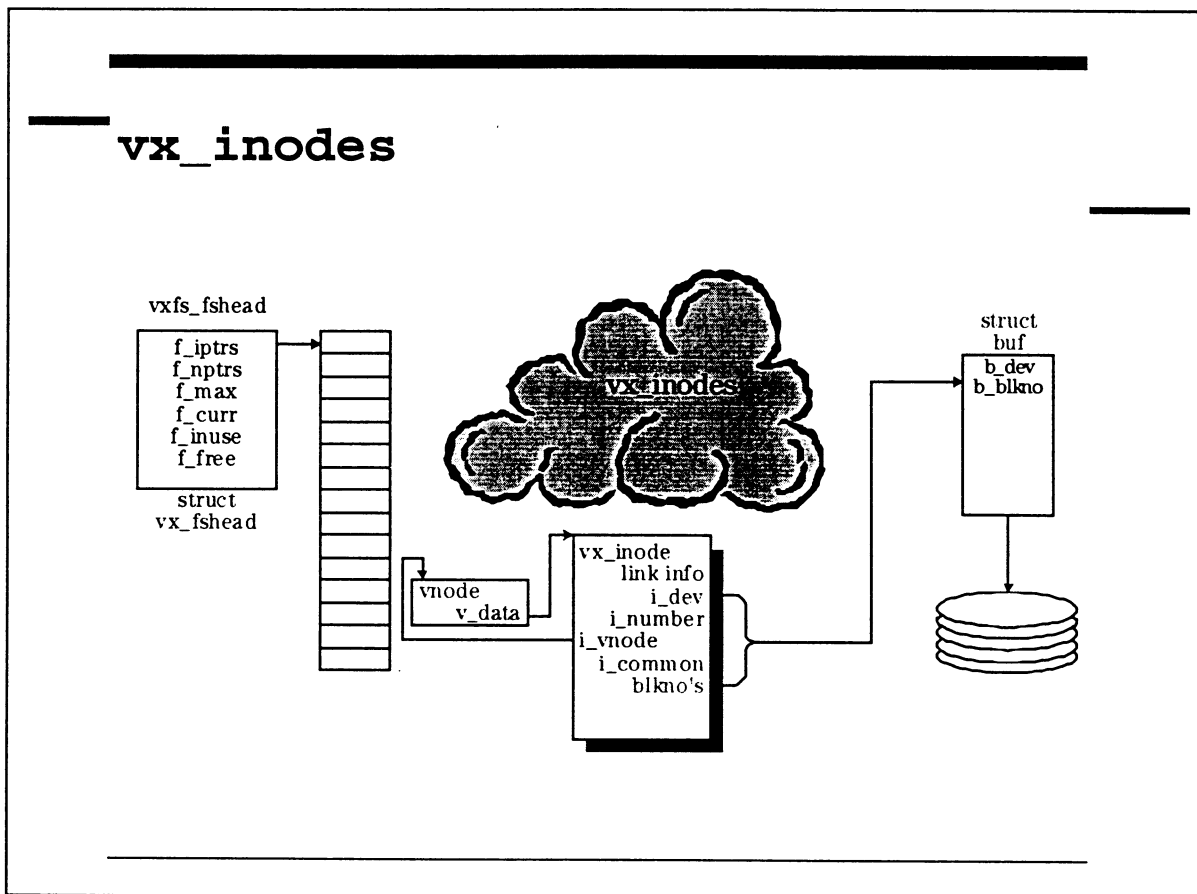 vx_inodes
vxfs_fshead
f_iptrs
f_nptrs
f_max
f_curr
f_inuse
f_free
struct
vx_fshead
vx_inodes
vnode
v_data
vx_inode
link info
i_dev
i_number
i_vnode
i_common
blkno's
struct
buf
b_dev
b_blkno